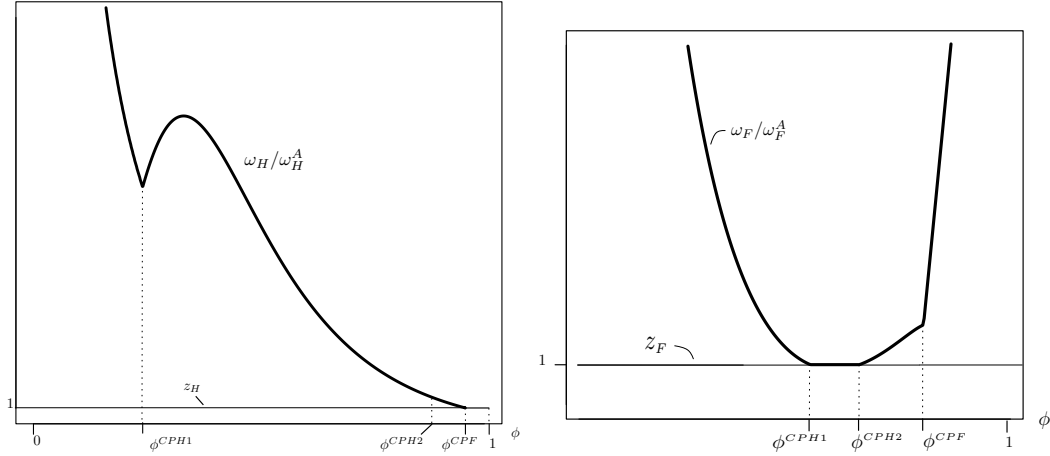 ω_H/ω_H^A
z_H
1
0
ϕ^{CPH1}
ϕ^{CPH2}
ϕ^{CPF}
1
ϕ
ω_F/ω_F^A
z_F
1
ϕ^{CPH1}
ϕ^{CPH2}
ϕ^{CPF}
1
ϕ